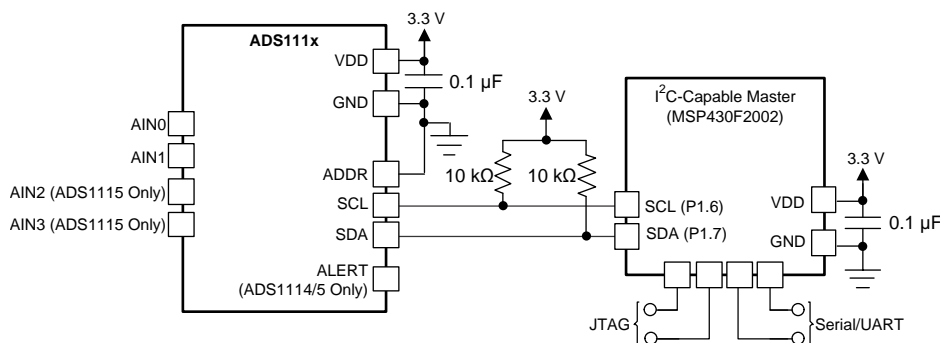 3.3 V
ADS111x
VDD
0.1 µF
GND
3.3 V
I²C-Capable Master
(MSP430F2002)
AIN0
AIN1
3.3 V
ADDR
10 kΩ
10 kΩ
AIN2 (ADS1115 Only)
VDD
SCL
SCL (P1.6)
0.1 µF
AIN3 (ADS1115 Only)
SDA
SDA (P1.7)
GND
ALERT
(ADS1114/5 Only)
JTAG
Serial/UART